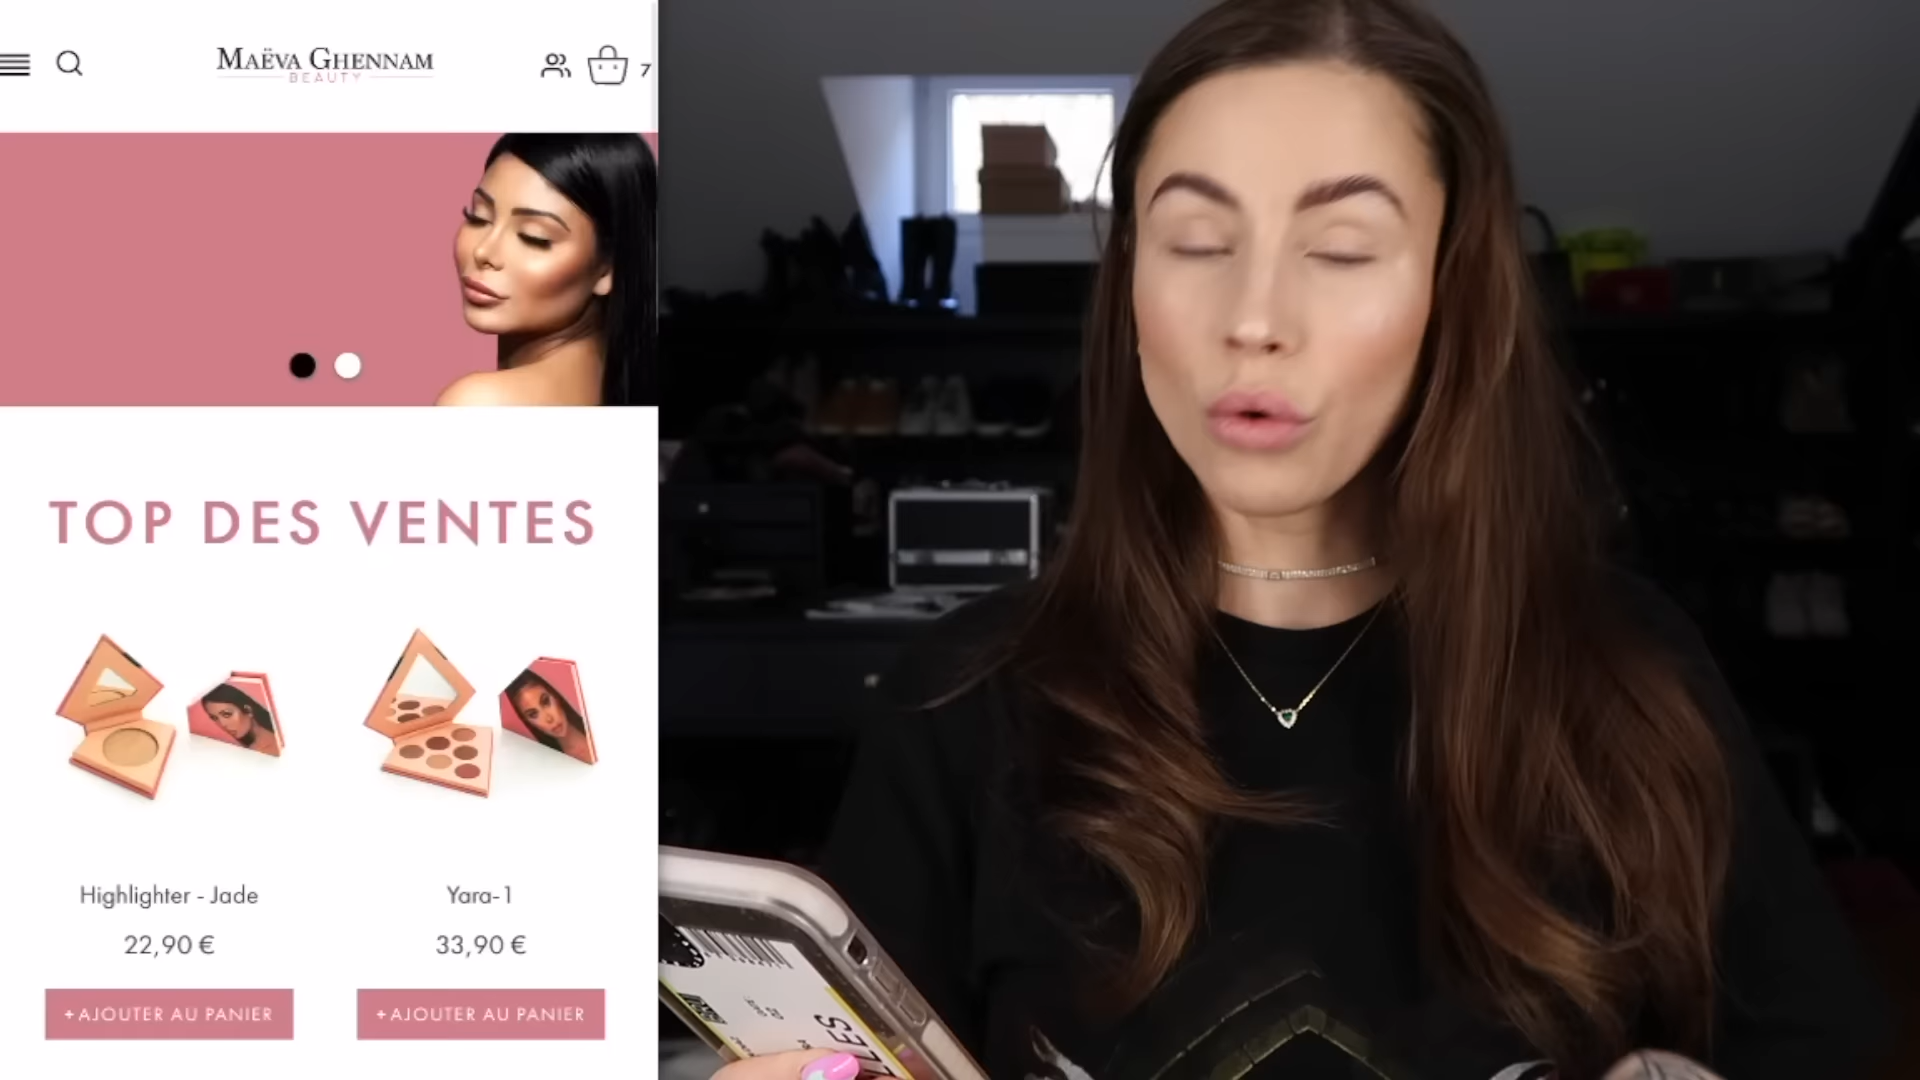 MAËVA GHENNAM
BEAUTY
7
TOP DES VENTES
Highlighter - Jade
22,90 €
+AJOUTER AU PANIER
Yara-1
33,90 €
+AJOUTER AU PANIER